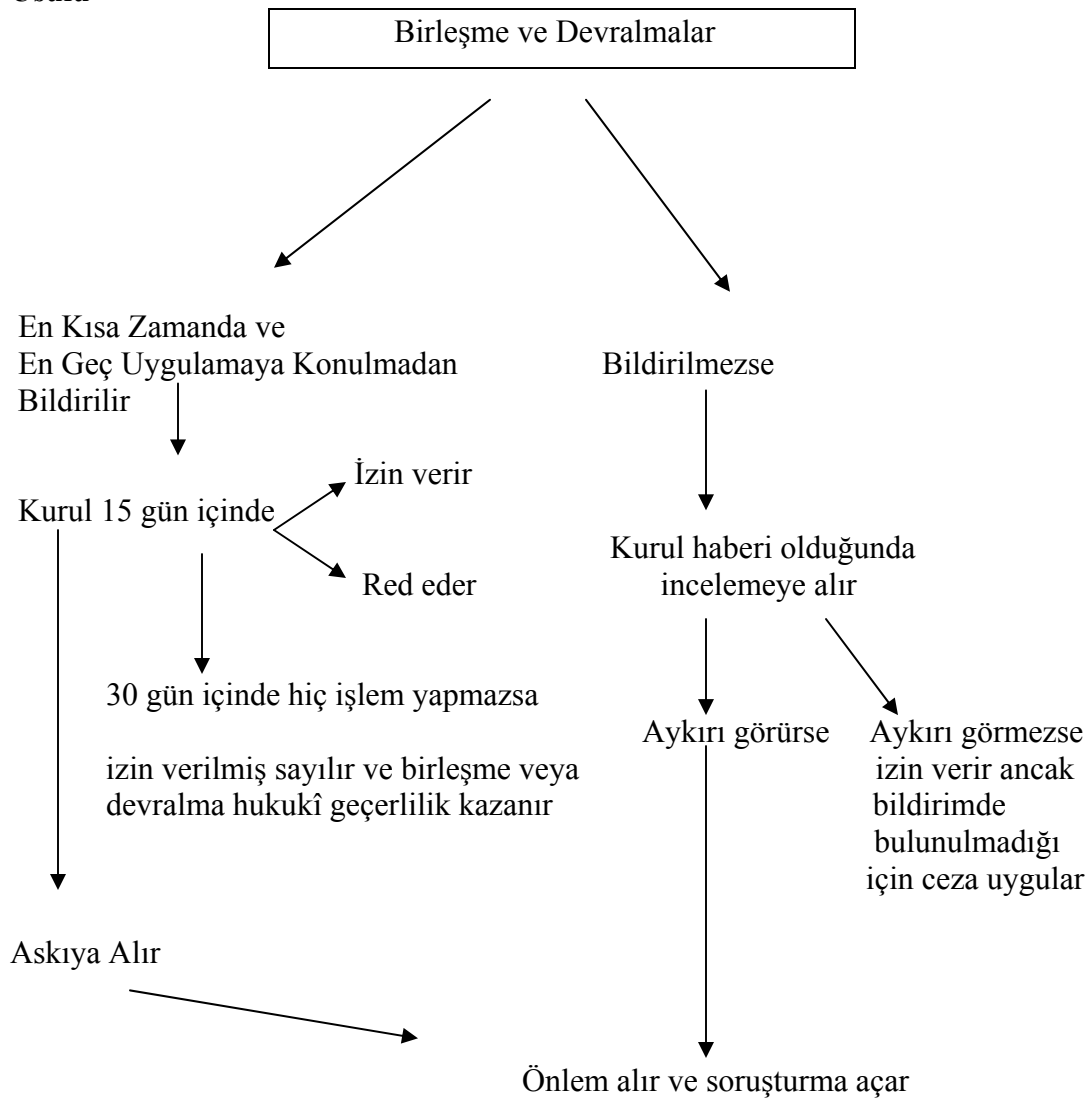 Birleşme ve Devralmalar
En Kısa Zamanda ve
En Geç Uygulamaya Konulmadan
Bildirilir
Bildirilmezse
İzin verir
Kurul 15 gün içinde
Red eder
Kurul haberi olduğunda
incelemeye alır
30 gün içinde hiç işlem yapmazsa
izin verilmiş sayılır ve birleşme veya
devralma hukukî geçerlilik kazanır
Aykırı görürse
Aykırı görmezse
izin verir ancak
bildirimde
bulunulmadığı
için ceza uygular
Askıya Alır
Önlem alır ve soruşturma açar